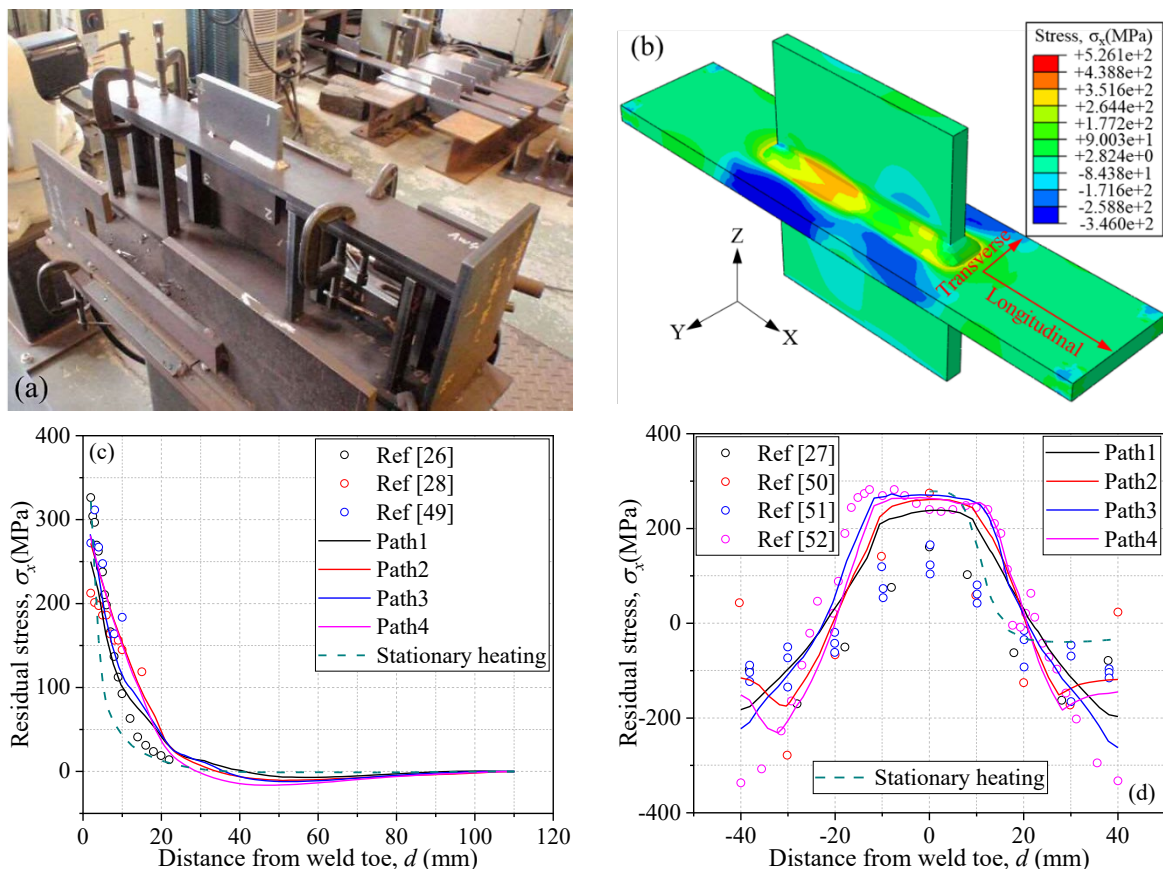 (a)
(b)
Stress, σx(MPa)
+5.261e+2
+4.388e+2
+3.516e+2
+2.644e+2
+1.772e+2
+9.003e+1
+2.824e+0
-8.438e+1
-1.716e+2
-2.588e+2
-3.460e+2
Transverse
Longitudinal
Z
Y
X
(c)
Residual stress, σx(MPa)
400
300
200
100
0
0 20 40 60 80 100 120
Distance from weld toe, d (mm)
Ref [26]
Ref [28]
Ref [49]
Path1
Path2
Path3
Path4
Stationary heating
(d)
Residual stress, σx(MPa)
400
200
0
-200
-400
-40 -20 0 20 40
Distance from weld toe, d (mm)
Ref [27]
Ref [50]
Ref [51]
Ref [52]
Path1
Path2
Path3
Path4
Stationary heating